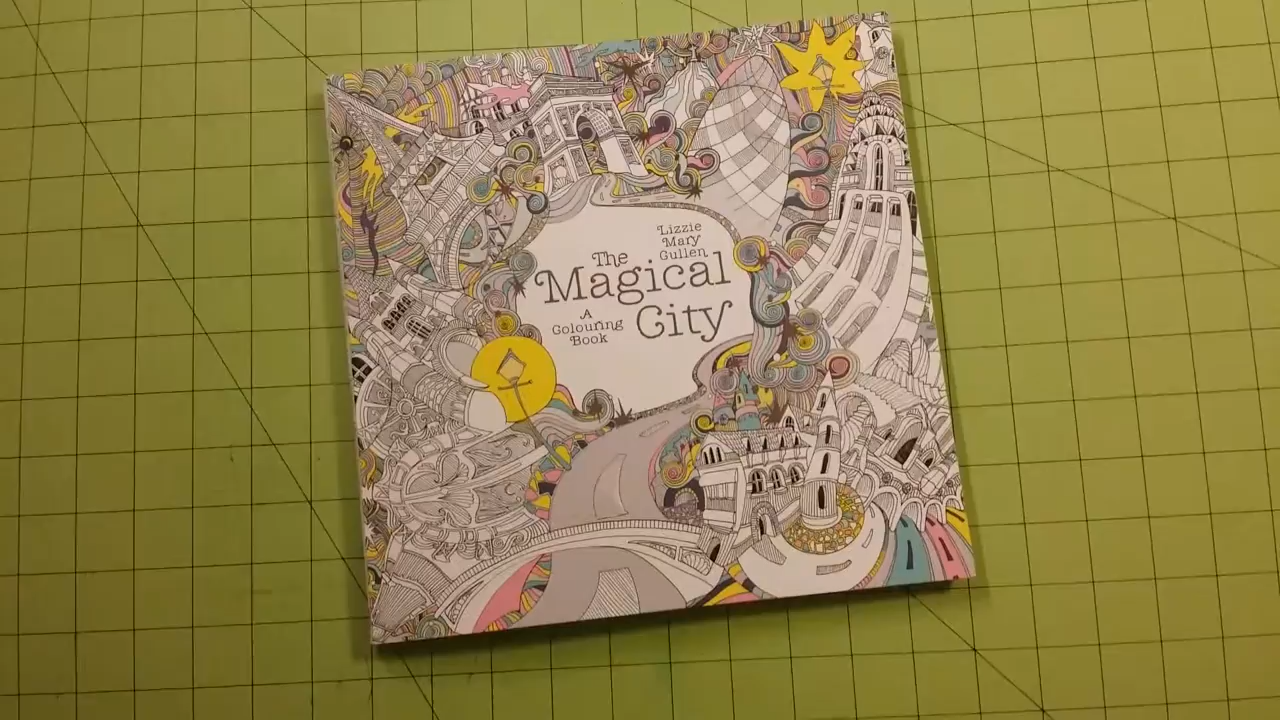 Lizzie
Mary
Cullen
The
Magical
City
A
Colouring
Book